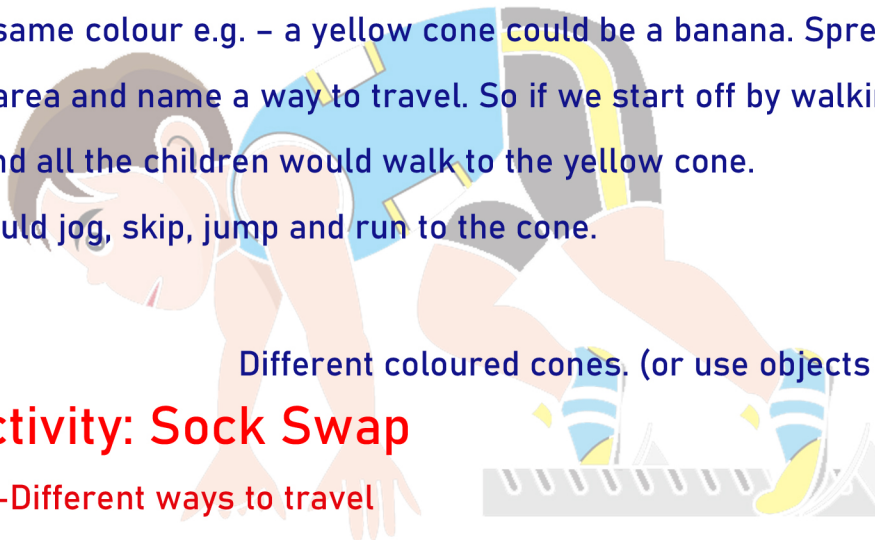 same colour e.g. – a yellow cone could be a banana. Spre
area and name a way to travel. So if we start off by walkin
nd all the children would walk to the yellow cone.
uld jog, skip, jump and run to the cone.
Different coloured cones. (or use objects
ctivity: Sock Swap
-Different ways to travel